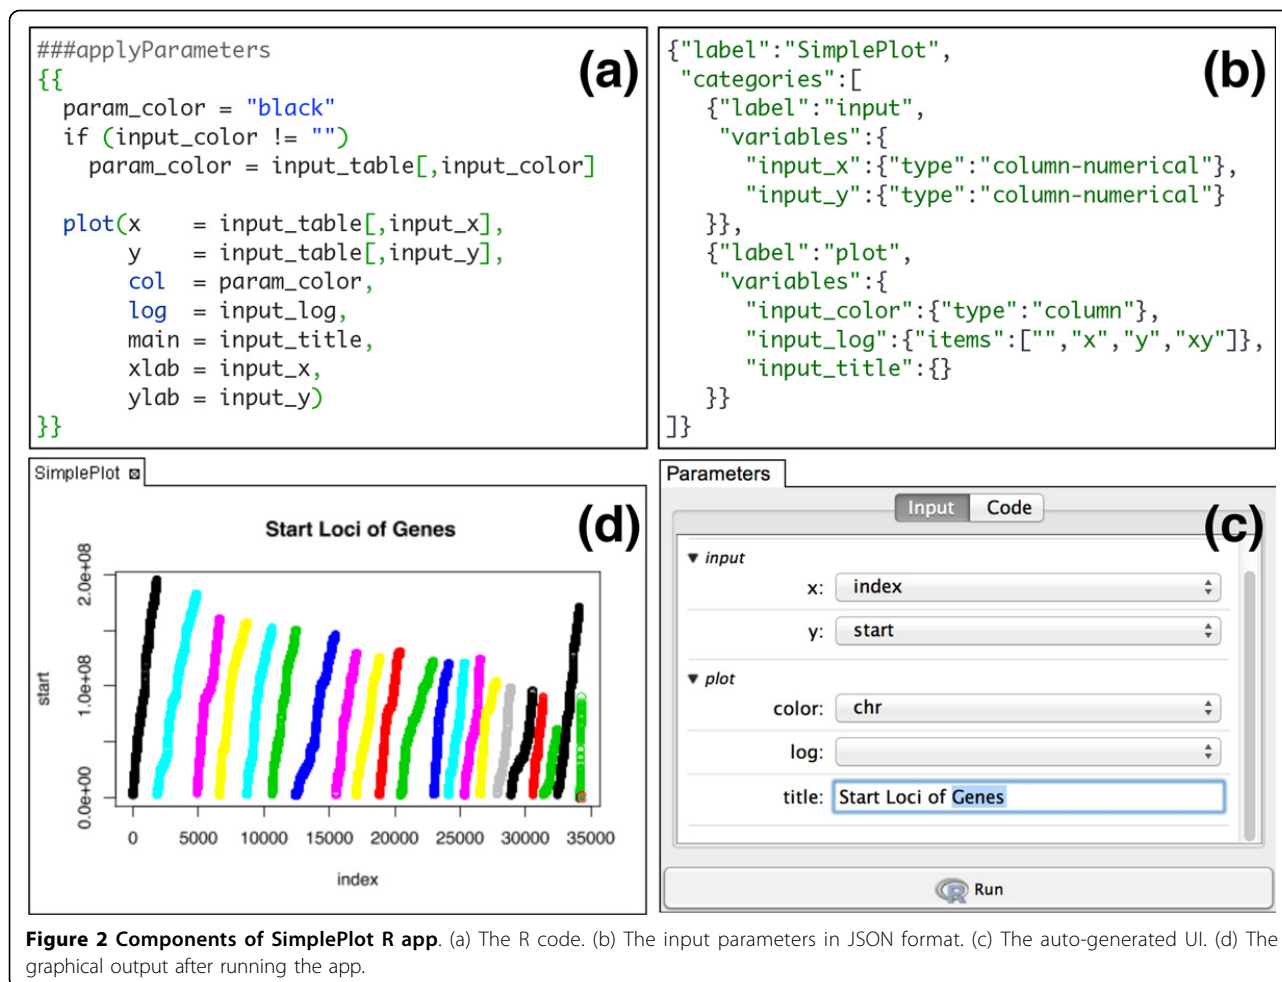 ###applyParameters
{{
  param_color = "black"
  if (input_color != "")
    param_color = input_table[,input_color]
  plot(x    = input_table[,input_x],
       y    = input_table[,input_y],
       col  = param_color,
       log  = input_log,
       main = input_title,
       xlab = input_x,
       ylab = input_y)
}}
(a)
{"label":"SimplePlot",
 "categories":[
   {"label":"input",
    "variables":{
      "input_x":{"type":"column-numerical"},
      "input_y":{"type":"column-numerical"}
   }},
   {"label":"plot",
    "variables":{
      "input_color":{"type":"column"},
      "input_log":{"items":["","x","y","xy"]},
      "input_title":{}
   }}
]}
(b)
SimplePlot
(d)
Start Loci of Genes
2.0e+08
1.0e+08
0.0e+00
start
0 5000 10000 15000 20000 25000 30000 35000
index
Parameters
Input Code
(c)
input
x: index
y: start
plot
color: chr
log:
title: Start Loci of Genes
R Run
Figure 2 Components of SimplePlot R app. (a) The R code. (b) The input parameters in JSON format. (c) The auto-generated UI. (d) The
graphical output after running the app.